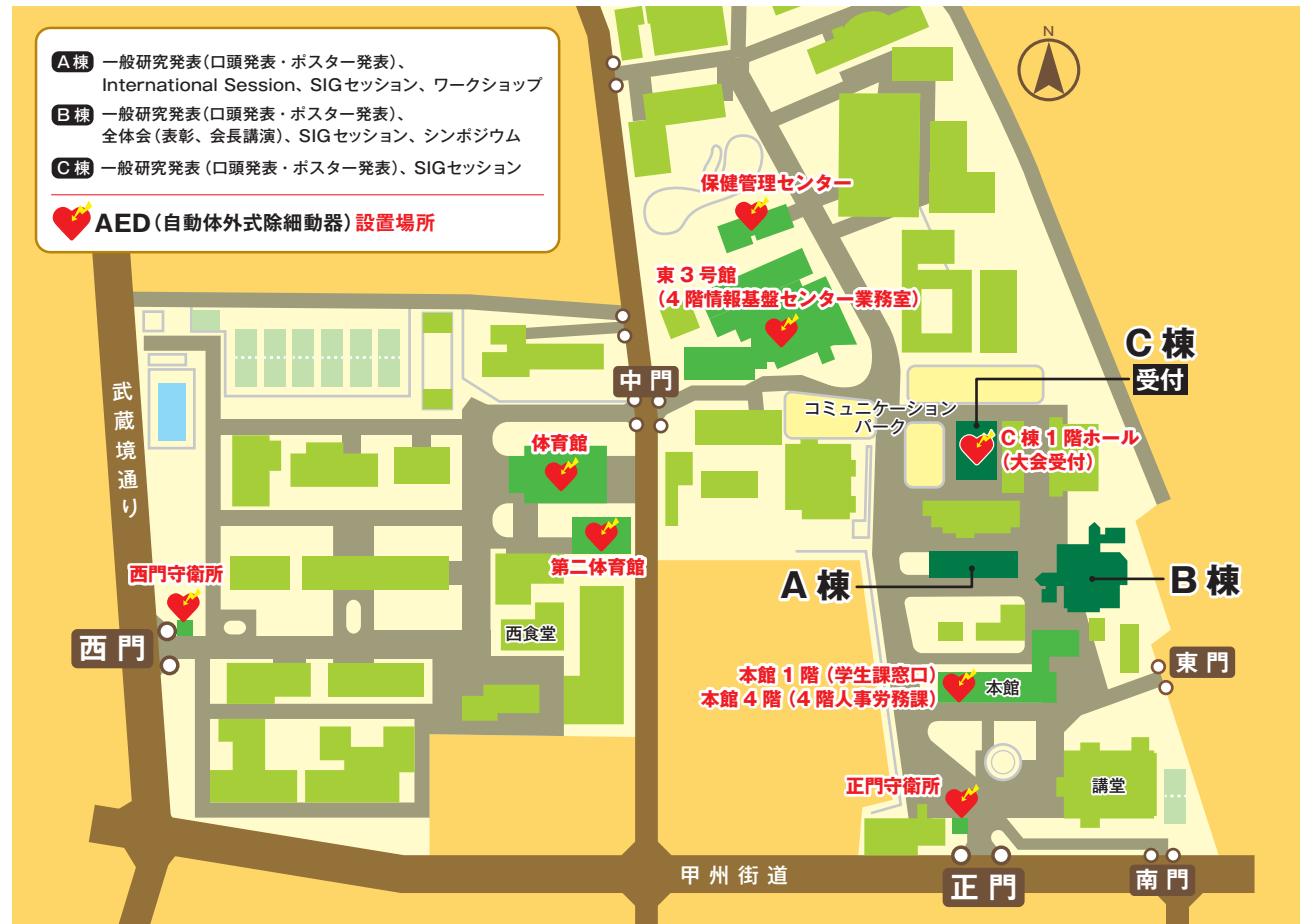 A棟 一般研究発表(口頭発表・ポスター発表)、
International Session、SIGセッション、ワークショップ
B棟 一般研究発表(口頭発表・ポスター発表)、
全体会(表彰、会長講演)、SIGセッション、シンポジウム
C棟 一般研究発表(口頭発表・ポスター発表)、SIGセッション
AED(自動体外式除細動器)設置場所
N
保健管理センター
東3号館
(4階情報基盤センター業務室)
C棟
受付
中門
コミュニケーション
パーク
C棟1階ホール
(大会受付)
武蔵境通り
体育館
第二体育館
西門守衛所
A棟
B棟
西門
西食堂
東門
本館1階(学生課窓口)
本館4階(4階人事労務課)
本館
正門守衛所
講堂
甲州街道
正門
南門